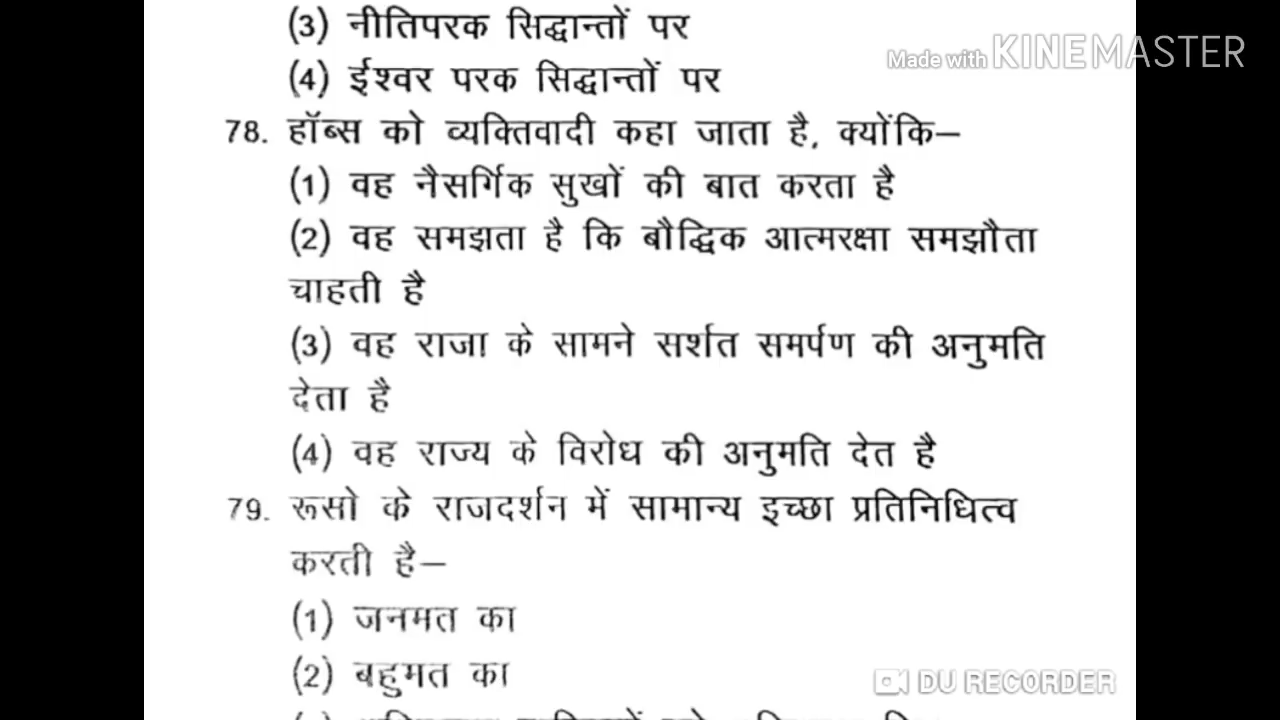 (3) नीतिपरक सिद्धान्तों पर
Made with KINEMASTER
(4) ईश्वर परक सिद्धान्तों पर
78. हॉब्स को व्यक्तिवादी कहा जाता है, क्योंकि–
(1) वह नैसर्गिक सुखों की बात करता है
(2) वह समझता है कि बौद्धिक आत्मरक्षा समझौता
चाहती है
(3) वह राजा के सामने सर्शत समर्पण की अनुमति
देता है
(4) वह राज्य के विरोध की अनुमति देत है
79. रूसो के राजदर्शन में सामान्य इच्छा प्रतिनिधित्व
करती है–
(1) जनमत का
(2) बहुमत का
DU RECORDER